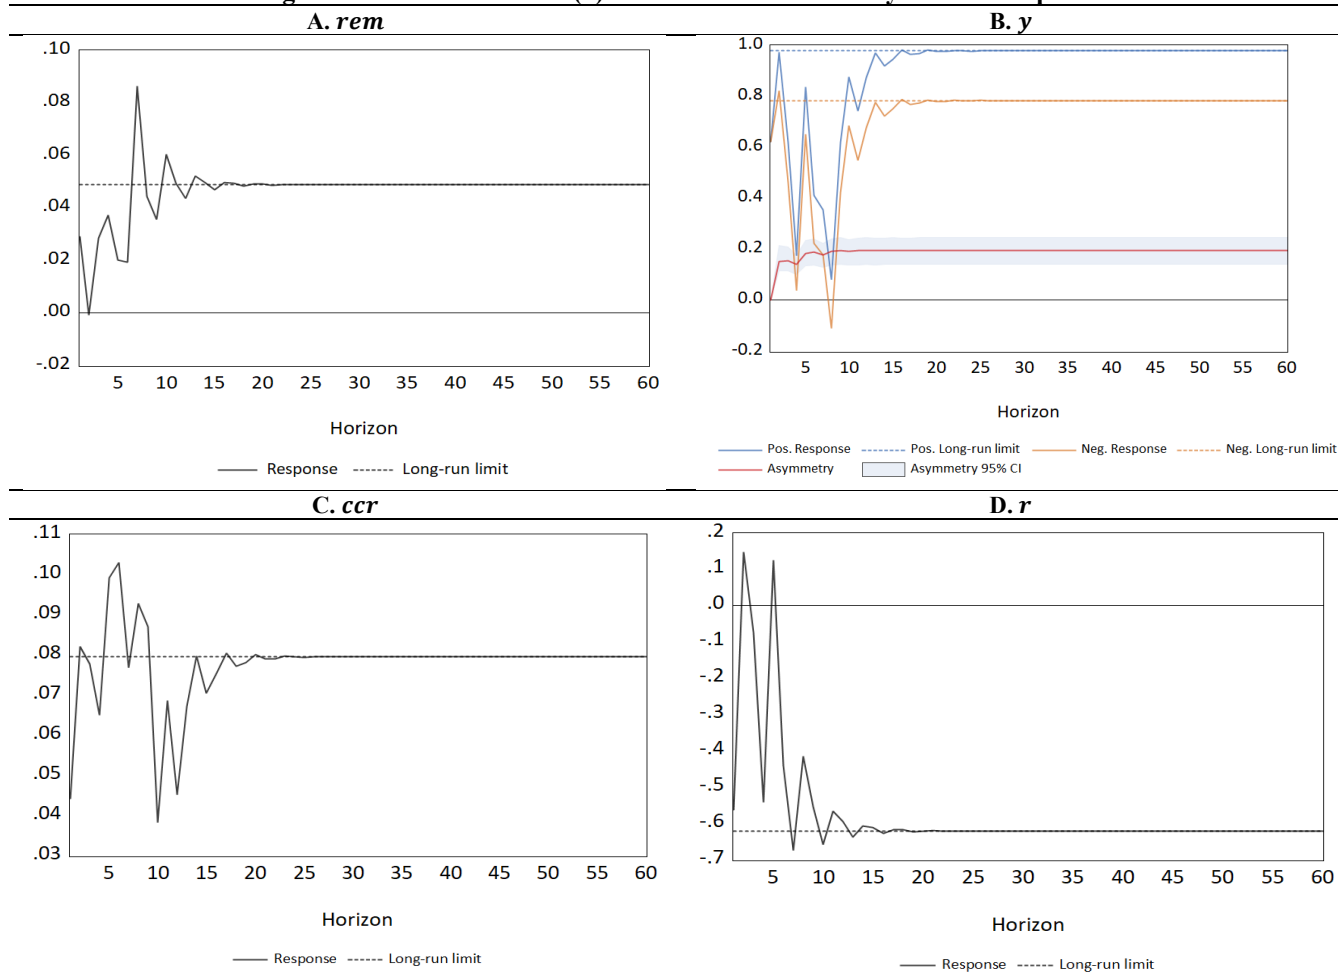 A. rem
B. y
.10
.08
.06
.04
.02
.00
-.02
5 10 15 20 25 30 35 40 45 50 55 60
Horizon
Response Long-run limit
1.0
0.8
0.6
0.4
0.2
0.0
-0.2
5 10 15 20 25 30 35 40 45 50 55 60
Horizon
Pos. Response Pos. Long-run limit Neg. Response Neg. Long-run limit
Asymmetry Asymmetry 95% CI
C. ccr
D. r
.11
.10
.09
.08
.07
.06
.05
.04
.03
5 10 15 20 25 30 35 40 45 50 55 60
Horizon
Response Long-run limit
.2
.1
.0
-.1
-.2
-.3
-.4
-.5
-.6
-.7
5 10 15 20 25 30 35 40 45 50 55 60
Horizon
Response Long-run limit